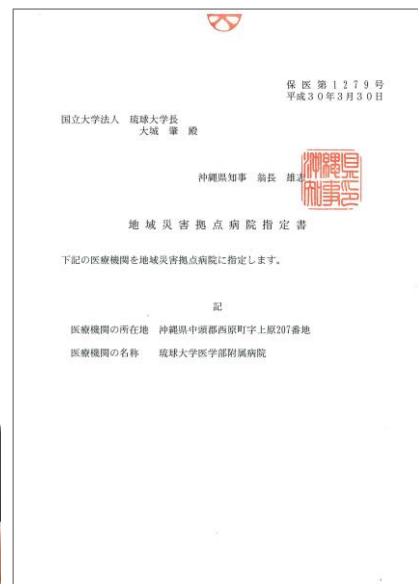 保医第1279号
平成30年3月30日
国立大学法人 琉球大学長
大城 肇 殿
沖縄県知事 翁長 雄志
地域災害拠点病院指定書
下記の医療機関を地域災害拠点病院に指定します。
記
医療機関の所在地 沖縄県中頭郡西原町字上原207番地
医療機関の名称 琉球大学医学部附属病院